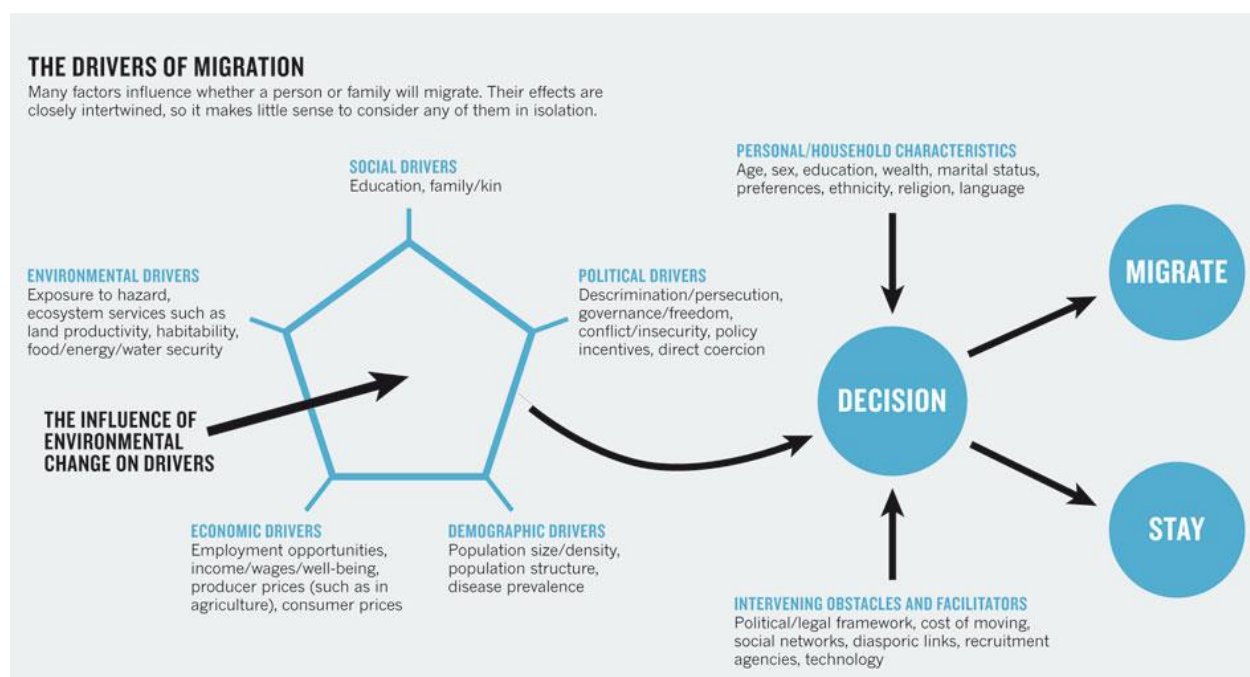 THE DRIVERS OF MIGRATION
Many factors influence whether a person or family will migrate. Their effects are
closely intertwined, so it makes little sense to consider any of them in isolation.
SOCIAL DRIVERS
Education, family/kin
ENVIRONMENTAL DRIVERS
Exposure to hazard,
ecosystem services such as
land productivity, habitability,
food/energy/water security
POLITICAL DRIVERS
Descrimination/persecution,
governance/freedom,
conflict/insecurity, policy
incentives, direct coercion
THE INFLUENCE OF
ENVIRONMENTAL
CHANGE ON DRIVERS
ECONOMIC DRIVERS
Employment opportunities,
income/wages/well-being,
producer prices (such as in
agriculture), consumer prices
DEMOGRAPHIC DRIVERS
Population size/density,
population structure,
disease prevalence
PERSONAL/HOUSEHOLD CHARACTERISTICS
Age, sex, education, wealth, marital status,
preferences, ethnicity, religion, language
DECISION
INTERVENING OBSTACLES AND FACILITATORS
Political/legal framework, cost of moving,
social networks, diasporic links, recruitment
agencies, technology
MIGRATE
STAY